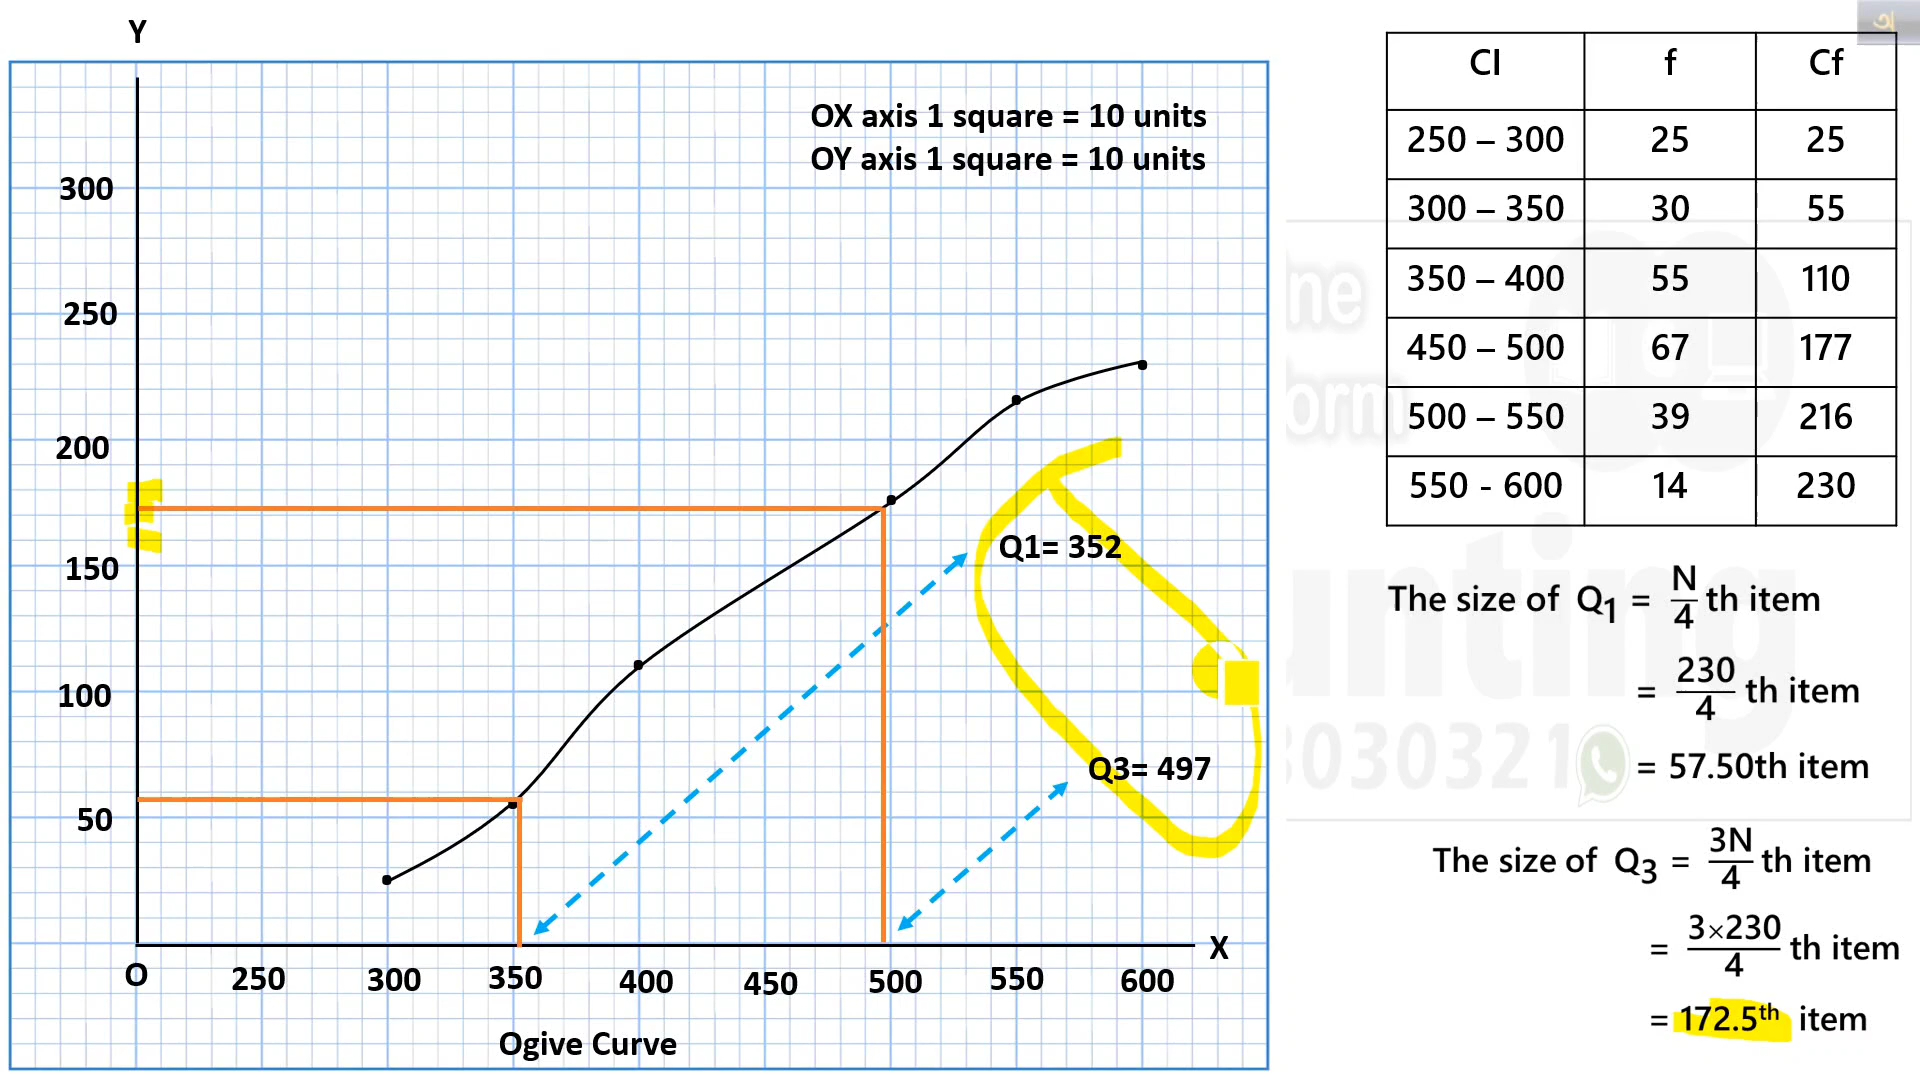 Y
OX axis 1 square = 10 units
OY axis 1 square = 10 units
300
250
200
150
100
50
Q1= 352
Q3= 497
X
O 250 300 350 400 450 500 550 600
Ogive Curve
অ
CI f Cf
250 – 300 25 25
300 – 350 30 55
350 – 400 55 110
450 – 500 67 177
500 – 550 39 216
550 - 600 14 230
The size of Q1 = N/4 th item
= 230/4 th item
= 57.50th item
The size of Q3 = 3N/4 th item
= 3×230/4 th item
= 172.5th item
ne
orm
unting
3030321